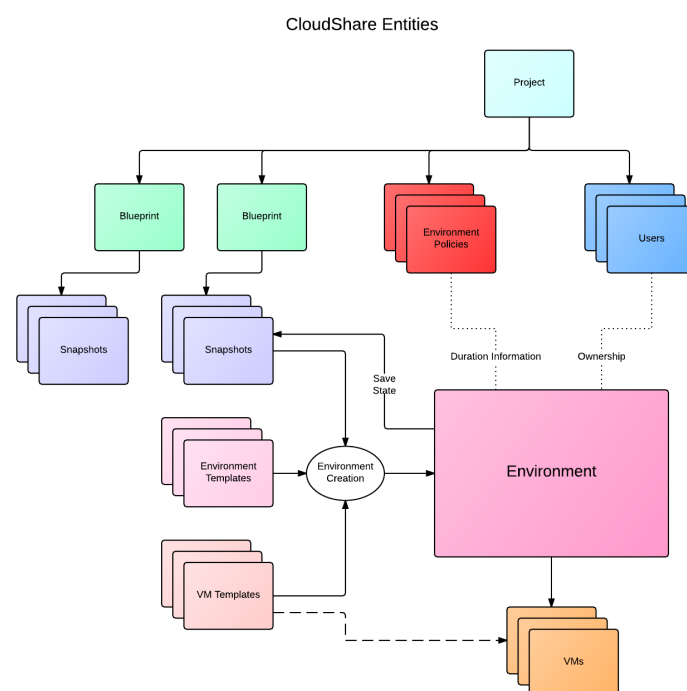 CloudShare Entities
Project
Blueprint
Blueprint
Environment
Policies
Users
Snapshots
Snapshots
Duration Information
Ownership
Save
State
Environment
Templates
Environment
Creation
Environment
VM Templates
VMs